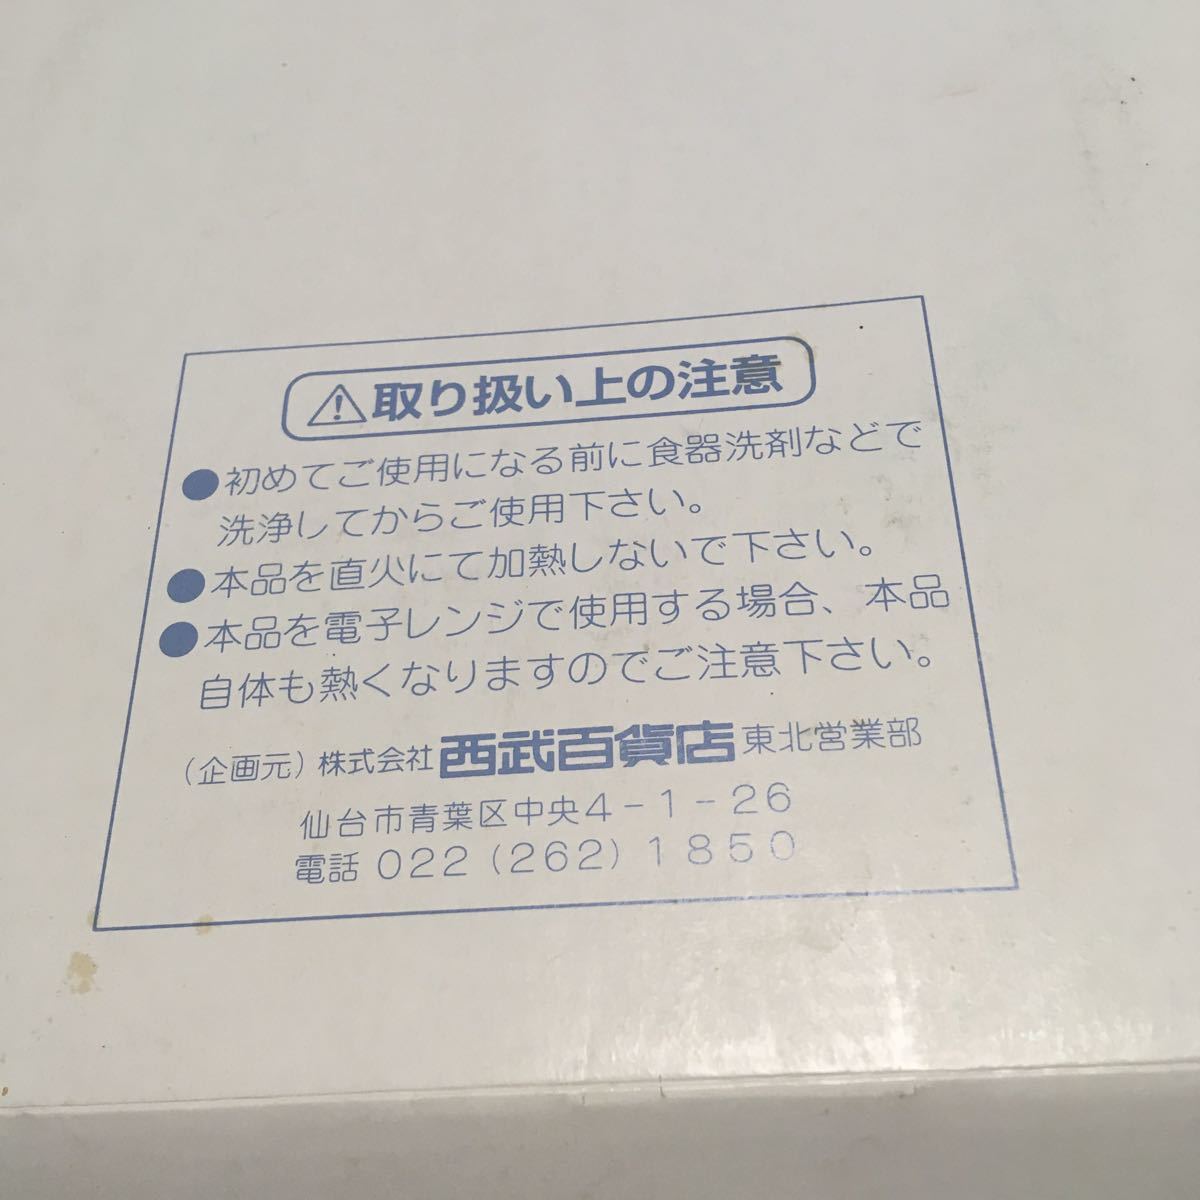 ⚠取り扱い上の注意
●初めてご使用になる前に食器洗剤などで
洗浄してからご使用下さい。
●本品を直火にて加熱しないで下さい。
●本品を電子レンジで使用する場合、本品
自体も熱くなりますのでご注意下さい。
(企画元)株式会社 西武百貨店 東北営業部
仙台市青葉区中央4-1-26
電話 022(262)1850